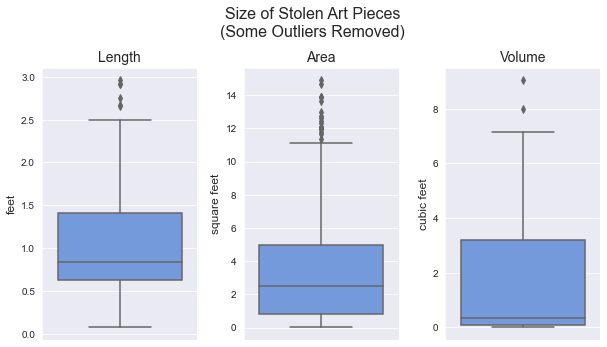 Size of Stolen Art Pieces
(Some Outliers Removed)
Length
Area
Volume
feet
3.0
2.5
2.0
1.5
1.0
0.5
0.0
square feet
14
12
10
8
6
4
2
0
cubic feet
8
6
4
2
0